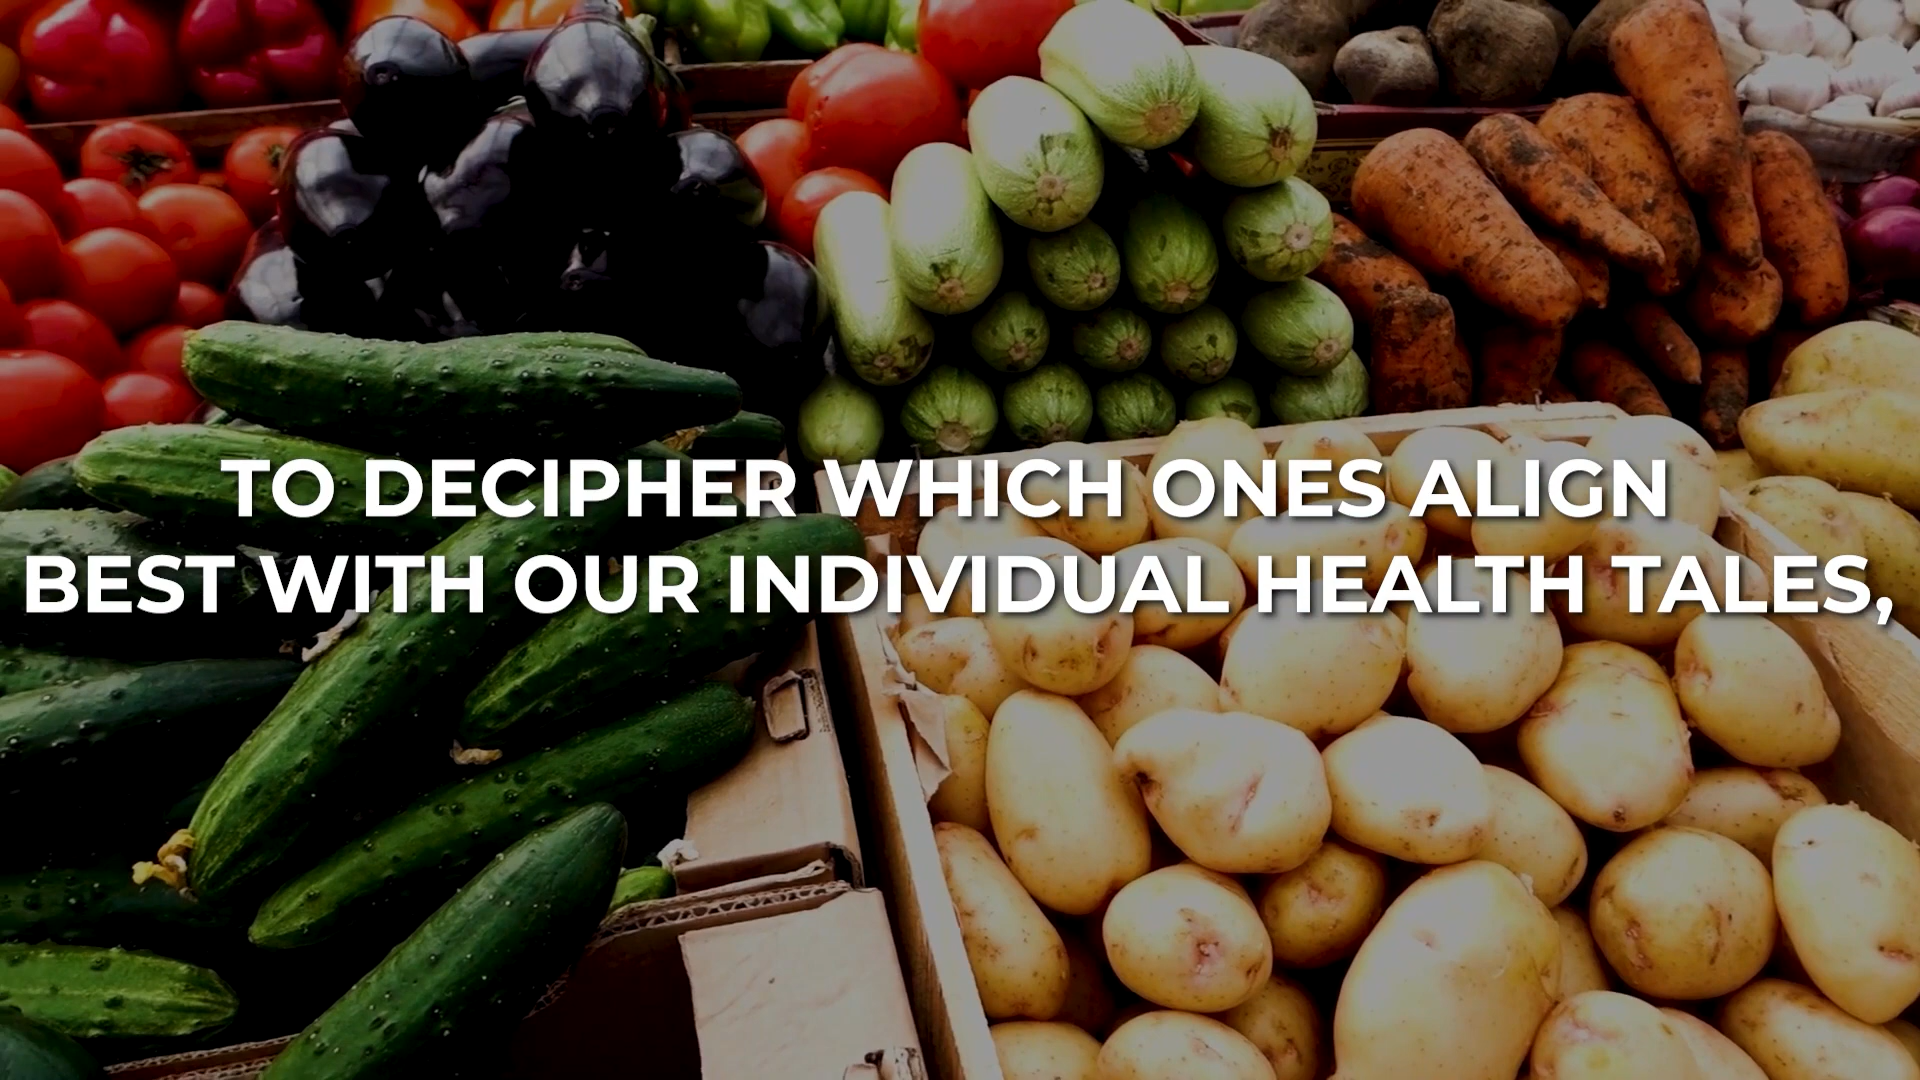 TO DECIPHER WHICH ONES ALIGN
BEST WITH OUR INDIVIDUAL HEALTH TALES,